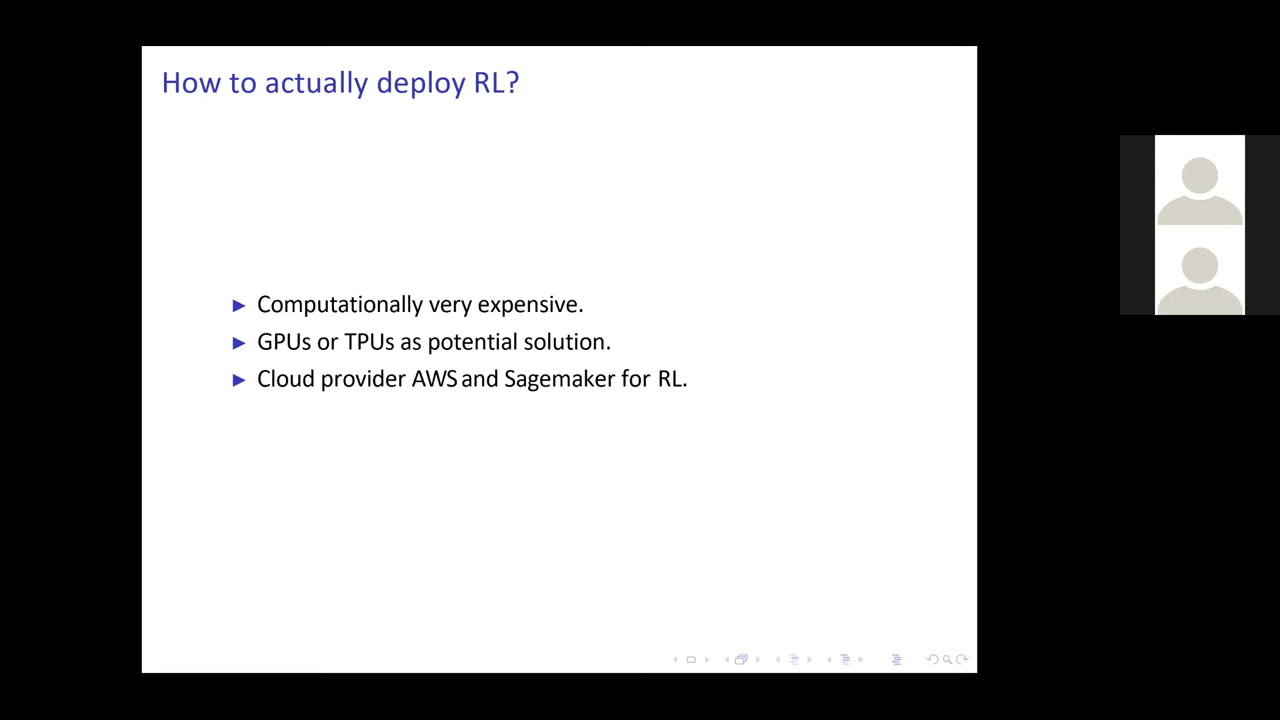 How to actually deploy RL?
Computationally very expensive.
GPUs or TPUs as potential solution.
Cloud provider AWS and Sagemaker for RL.